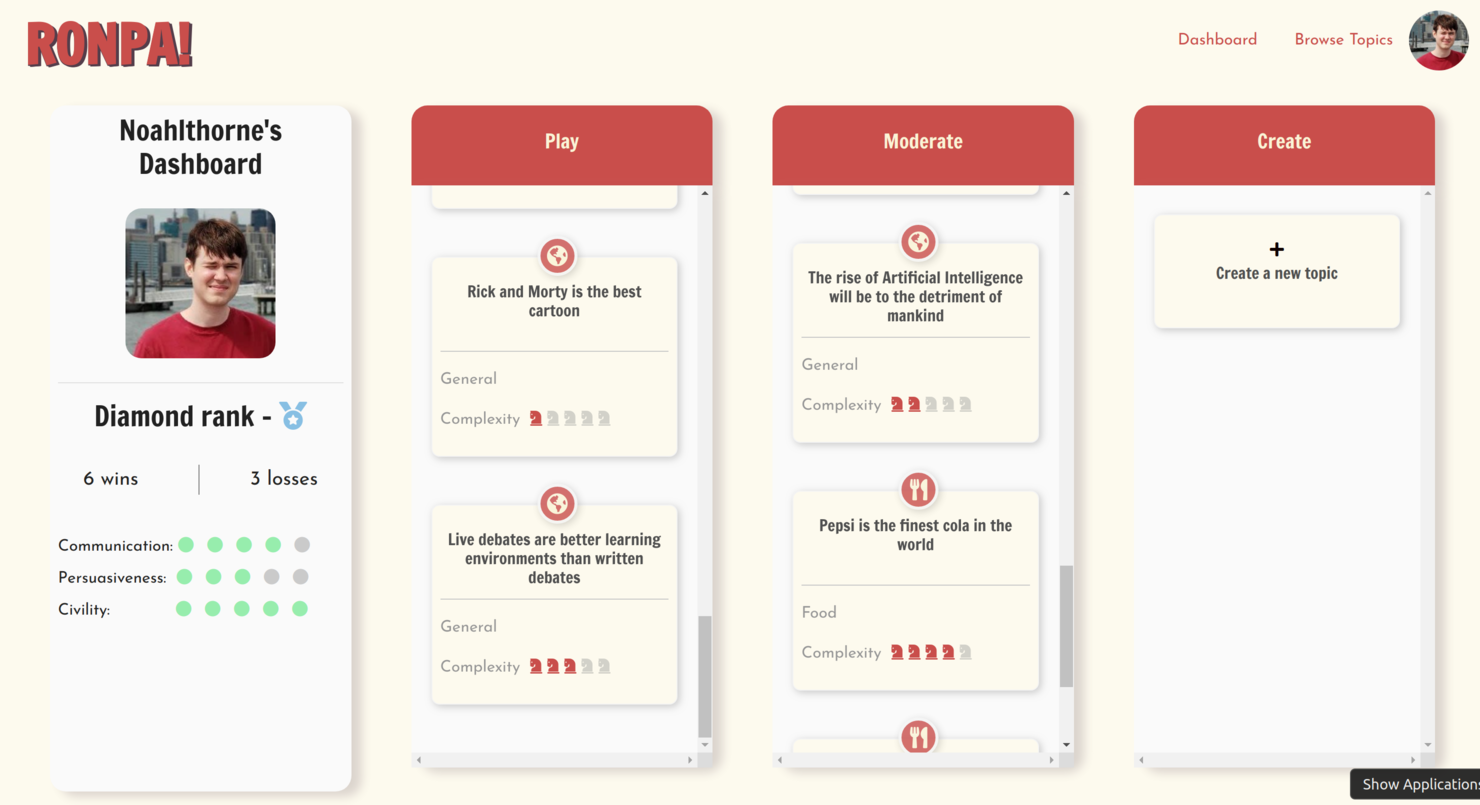 RONPA!
Dashboard
Browse Topics
Noahlthorne's
Dashboard
Diamond rank -
6 wins
3 losses
Communication:
Persuasiveness:
Civility:
Play
Rick and Morty is the best
cartoon
General
Complexity
Live debates are better learning
environments than written
debates
General
Complexity
Moderate
The rise of Artificial Intelligence
will be to the detriment of
mankind
General
Complexity
Pepsi is the finest cola in the
world
Food
Complexity
Create
Create a new topic
Show Applications